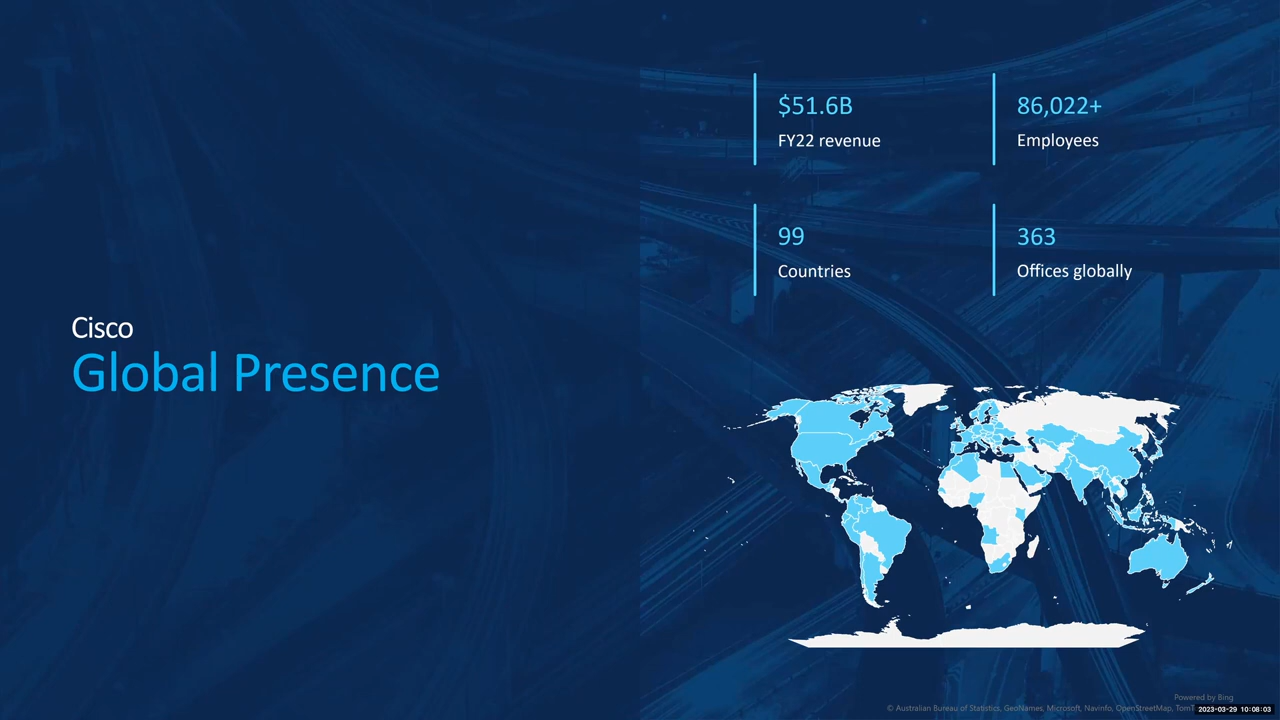 $51.6B
FY22 revenue
86,022+
Employees
99
Countries
363
Offices globally
Cisco
Global Presence
Powered by Bing
© Australian Bureau of Statistics, GeoNames, Microsoft, Navinfo, OpenStreetMap, TomT
2023-03-29 10:08:03